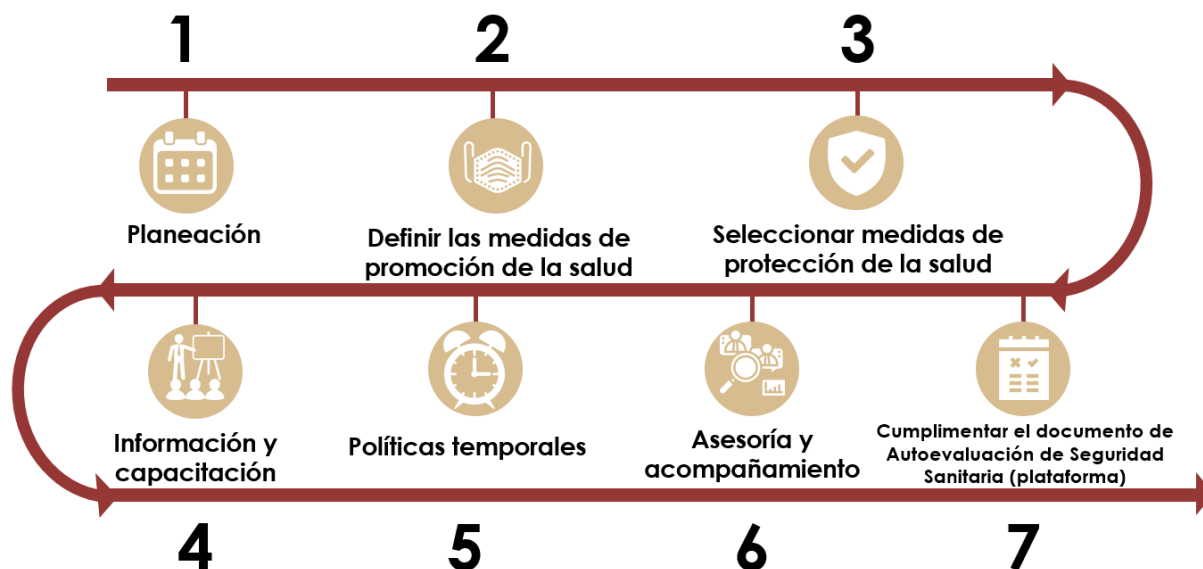 1
2
3
Planeación
Definir las medidas de
promoción de la salud
Seleccionar medidas de
protección de la salud
Información y
capacitación
Políticas temporales
Asesoría y
acompañamiento
Cumplimentar el documento de
Autoevaluación de Seguridad
Sanitaria (plataforma)
4
5
6
7